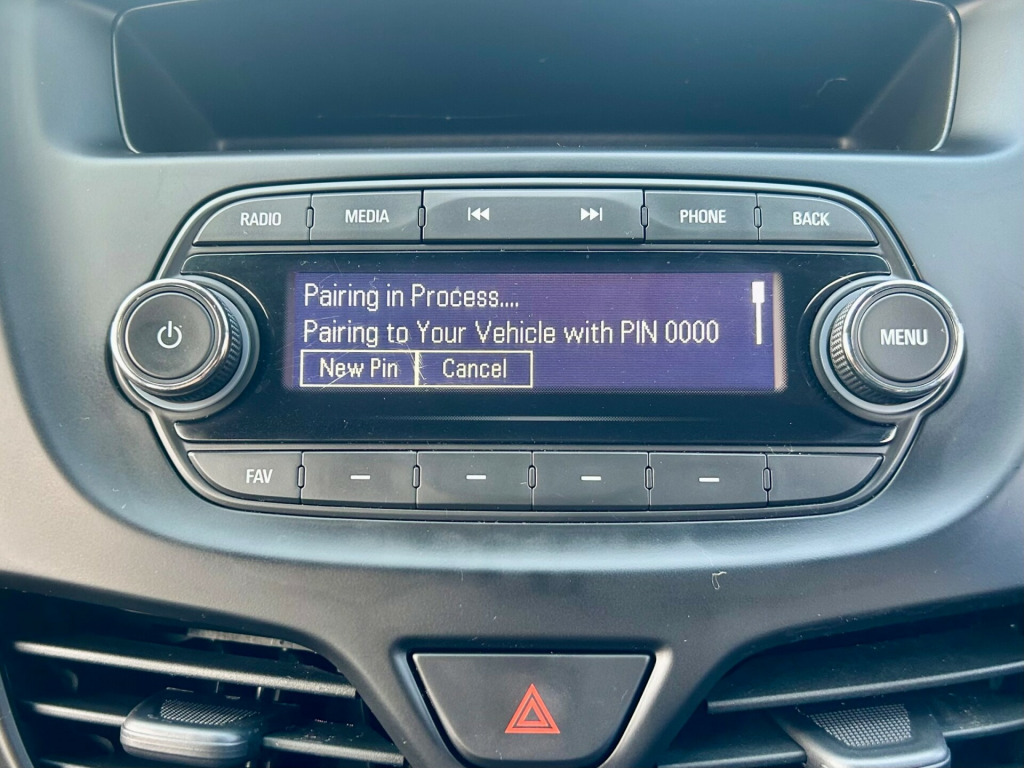 RADIO MEDIA PHONE BACK
Pairing in Process....
Pairing to Your Vehicle with PIN 0000
New Pin Cancel
MENU
FAV